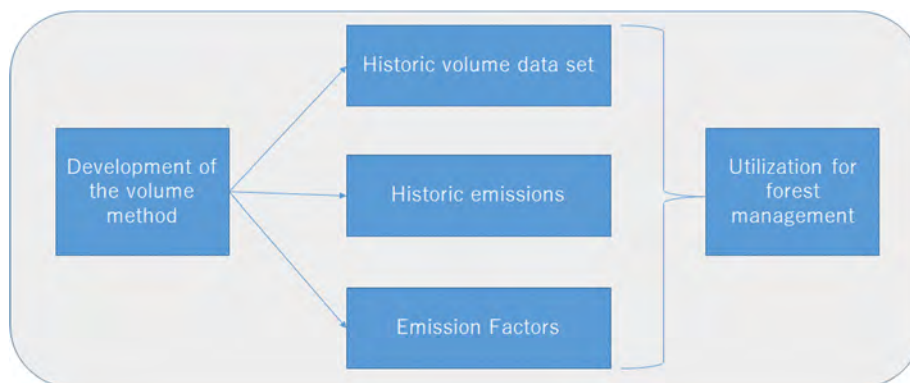 Development of
the volume
method
Historic volume data set
Historic emissions
Emission Factors
Utilization for
forest
management